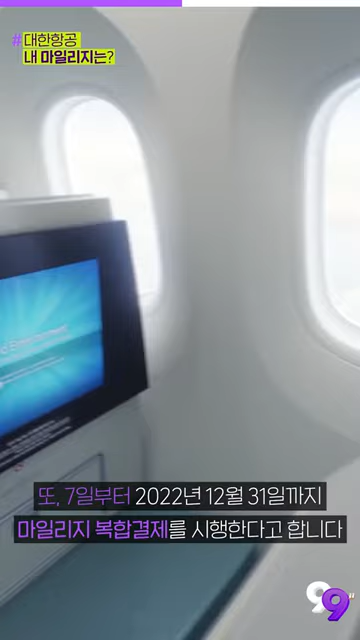 #대한항공
내 마일리지는?
또, 7일부터 2022년 12월 31일까지
마일리지 복합결제를 시행한다고 합니다
99"